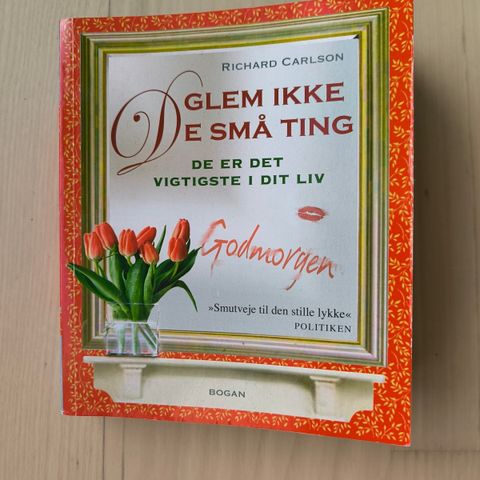 RICHARD CARLSON
GLEM IKKE
DE SMÅ TING
DE ER DET
VIGTIGSTE I DIT LIV
Godmorgen
»Smutveje til den stille lykke«
POLITIKEN
BOGAN